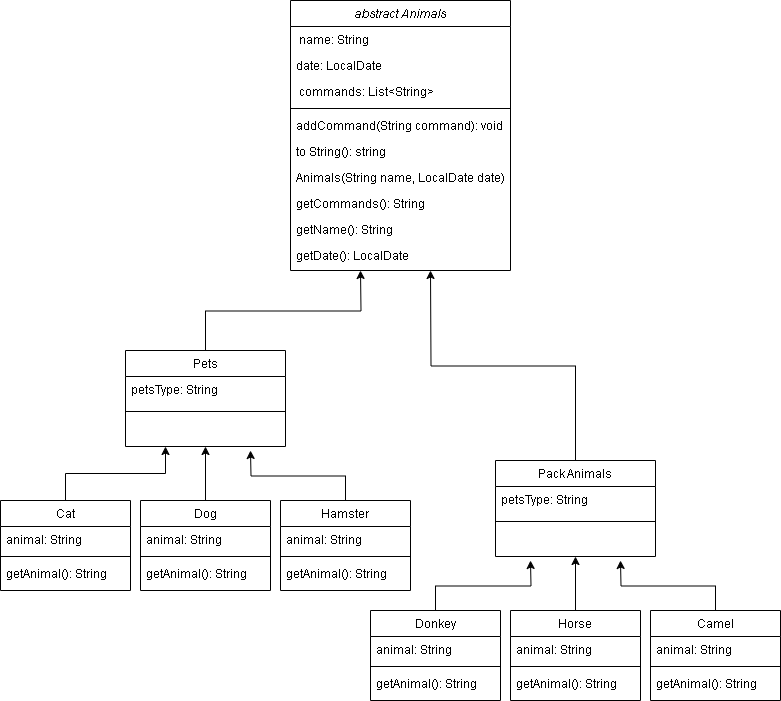 abstract Animals
name: String
date: LocalDate
commands: List<String>
addCommand(String command): void
to String(): string
Animals(String name, LocalDate date)
getCommands(): String
getName(): String
getDate(): LocalDate
Pets
petsType: String
Cat
animal: String
getAnimal(): String
Dog
animal: String
getAnimal(): String
Hamster
animal: String
getAnimal(): String
PackAnimals
petsType: String
Donkey
animal: String
getAnimal(): String
Horse
animal: String
getAnimal(): String
Camel
animal: String
getAnimal(): String